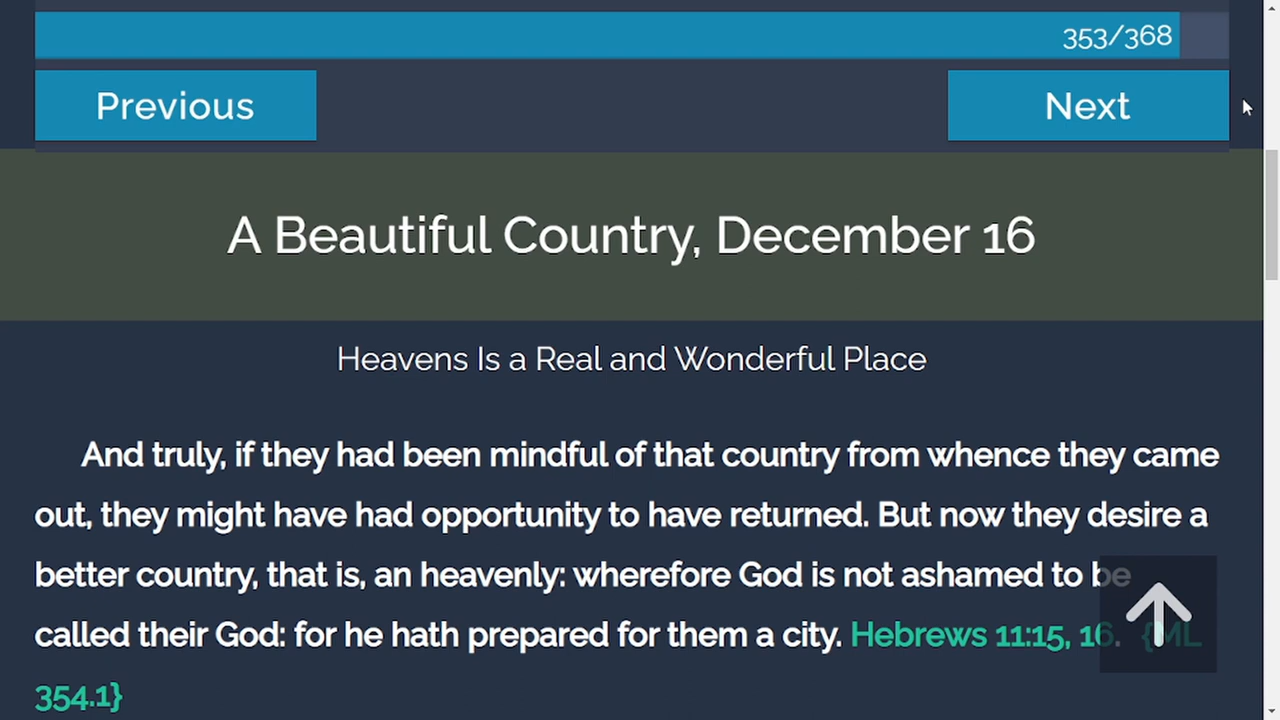 353/368
Previous
Next
A Beautiful Country, December 16
Heavens Is a Real and Wonderful Place
And truly, if they had been mindful of that country from whence they came
out, they might have had opportunity to have returned. But now they desire a
better country, that is, an heavenly: wherefore God is not ashamed to be
called their God: for he hath prepared for them a city. Hebrews 11:15, 16. {ML
354.1}